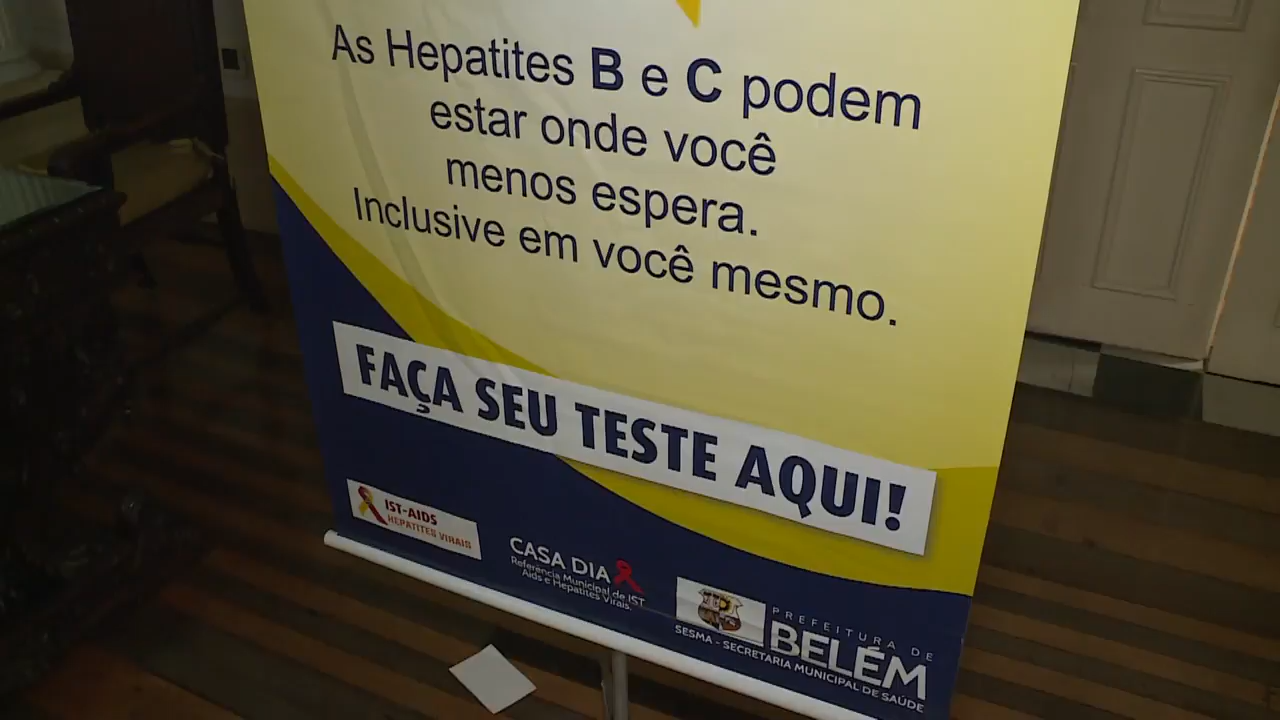 As Hepatites B e C podem
estar onde você
menos espera.
Inclusive em você mesmo.
FAÇA SEU TESTE AQUI!
IST-AIDS
HEPATITES VIRAIS
CASA DIA
Referência Municipal de IST
Aids e Hepatites Virais.
PREFEITURA DE
BELÉM
SESMA - SECRETARIA MUNICIPAL DE SAÚDE